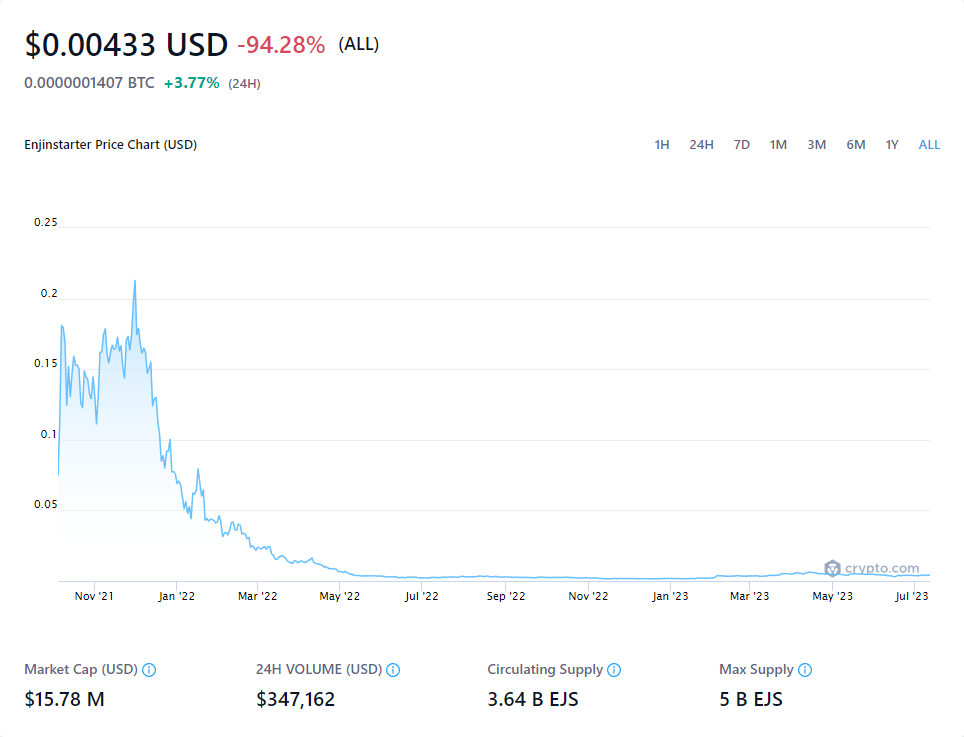 $0.00433 USD -94.28% (ALL)
0.0000001407 BTC +3.77% (24H)
Enjinstarter Price Chart (USD) 1H 24H 7D 1M 3M 6M 1Y ALL
0.25
0.2
0.15
0.1
0.05
crypto.com
Nov '21 Jan '22 Mar '22 May '22 Jul '22 Sep '22 Nov '22 Jan '23 Mar '23 May '23 Jul '23
Market Cap (USD) 24H VOLUME (USD) Circulating Supply Max Supply
$15.78 M $347,162 3.64 B EJS 5 B EJS